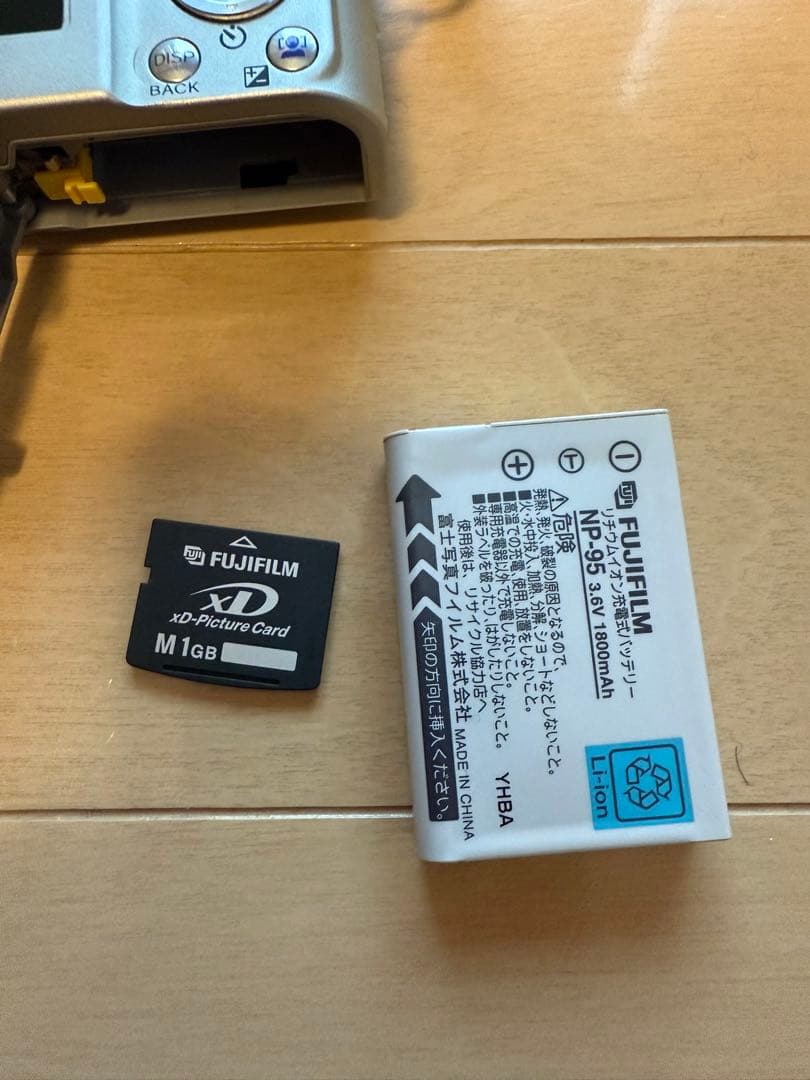 DISP
BACK
FUJI FUJIFILM
xD
xD-Picture Card
M 1GB
FUJI FUJIFILM
リチウムイオン充電式バッテリー
NP-95 3.6V 1800mAh
⚠危険
発熱、発火、破裂の原因となるので、
■火・水中投入、加熱、分解、ショートなどしないこと。
■高温での充電、使用、放置をしないこと。
■専用充電器以外で充電しないこと。
■外装ラベルを破ったり、はがしたりしないこと。
使用後は、リサイクル協力店へ
富士写真フイルム株式会社 MADE IN CHINA
YHBA
矢印の方向に挿入ください。
+ T −
Li-ion